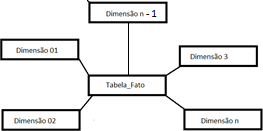 Dimensão n - 1
Dimensão 01
Dimensão 3
Tabela_Fato
Dimensão 02
Dimensão n